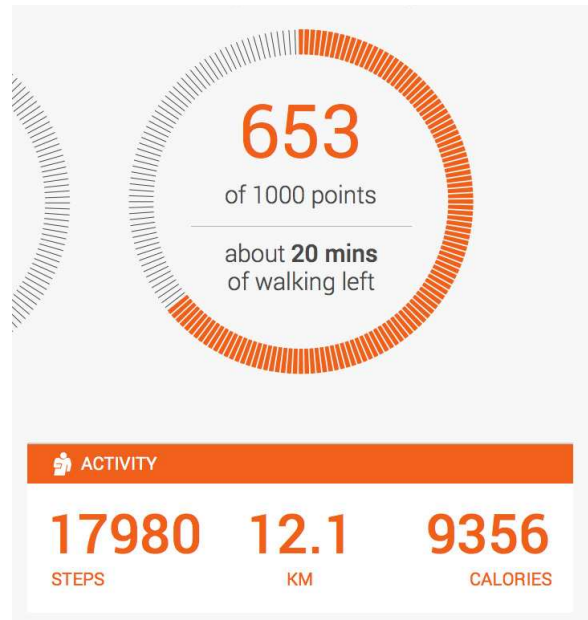 653
of 1000 points
about 20 mins
of walking left
ACTIVITY
17980 12.1 9356
STEPS KM CALORIES